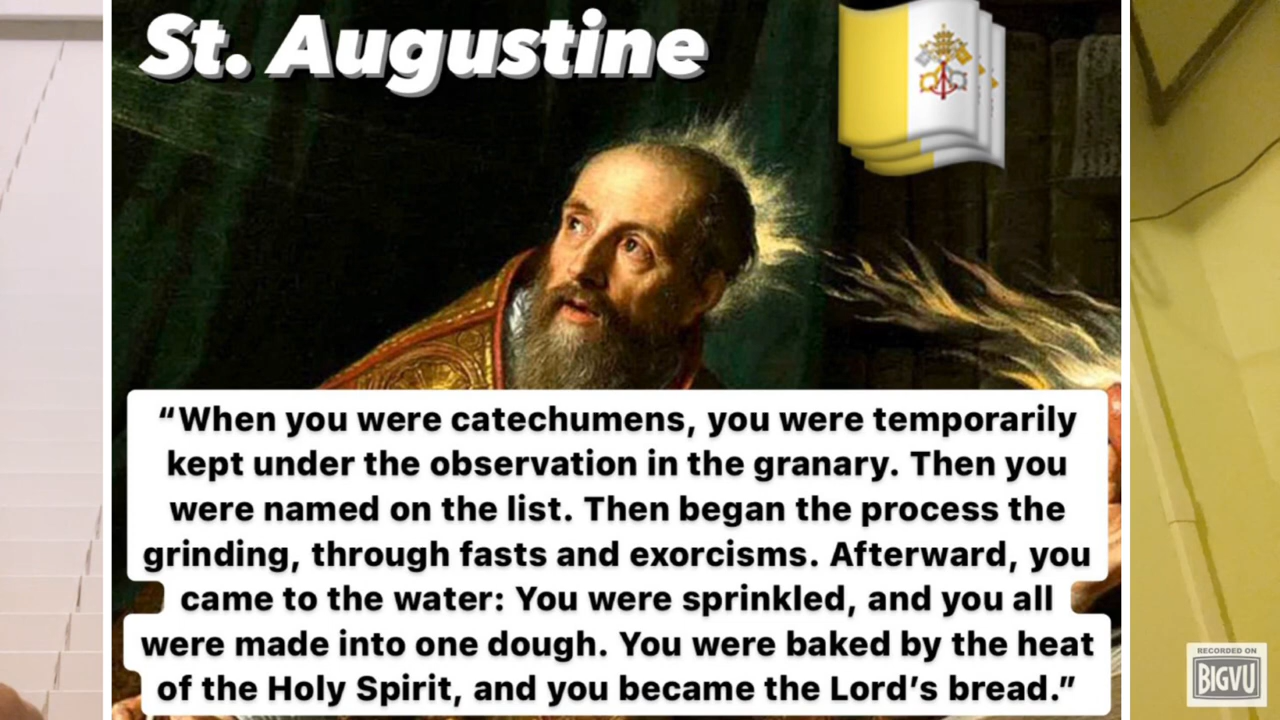 St. Augustine
“When you were catechumens, you were temporarily
kept under the observation in the granary. Then you
were named on the list. Then began the process the
grinding, through fasts and exorcisms. Afterward, you
came to the water: You were sprinkled, and you all
were made into one dough. You were baked by the heat
of the Holy Spirit, and you became the Lord’s bread.”
RECORDED ON
BIGVU